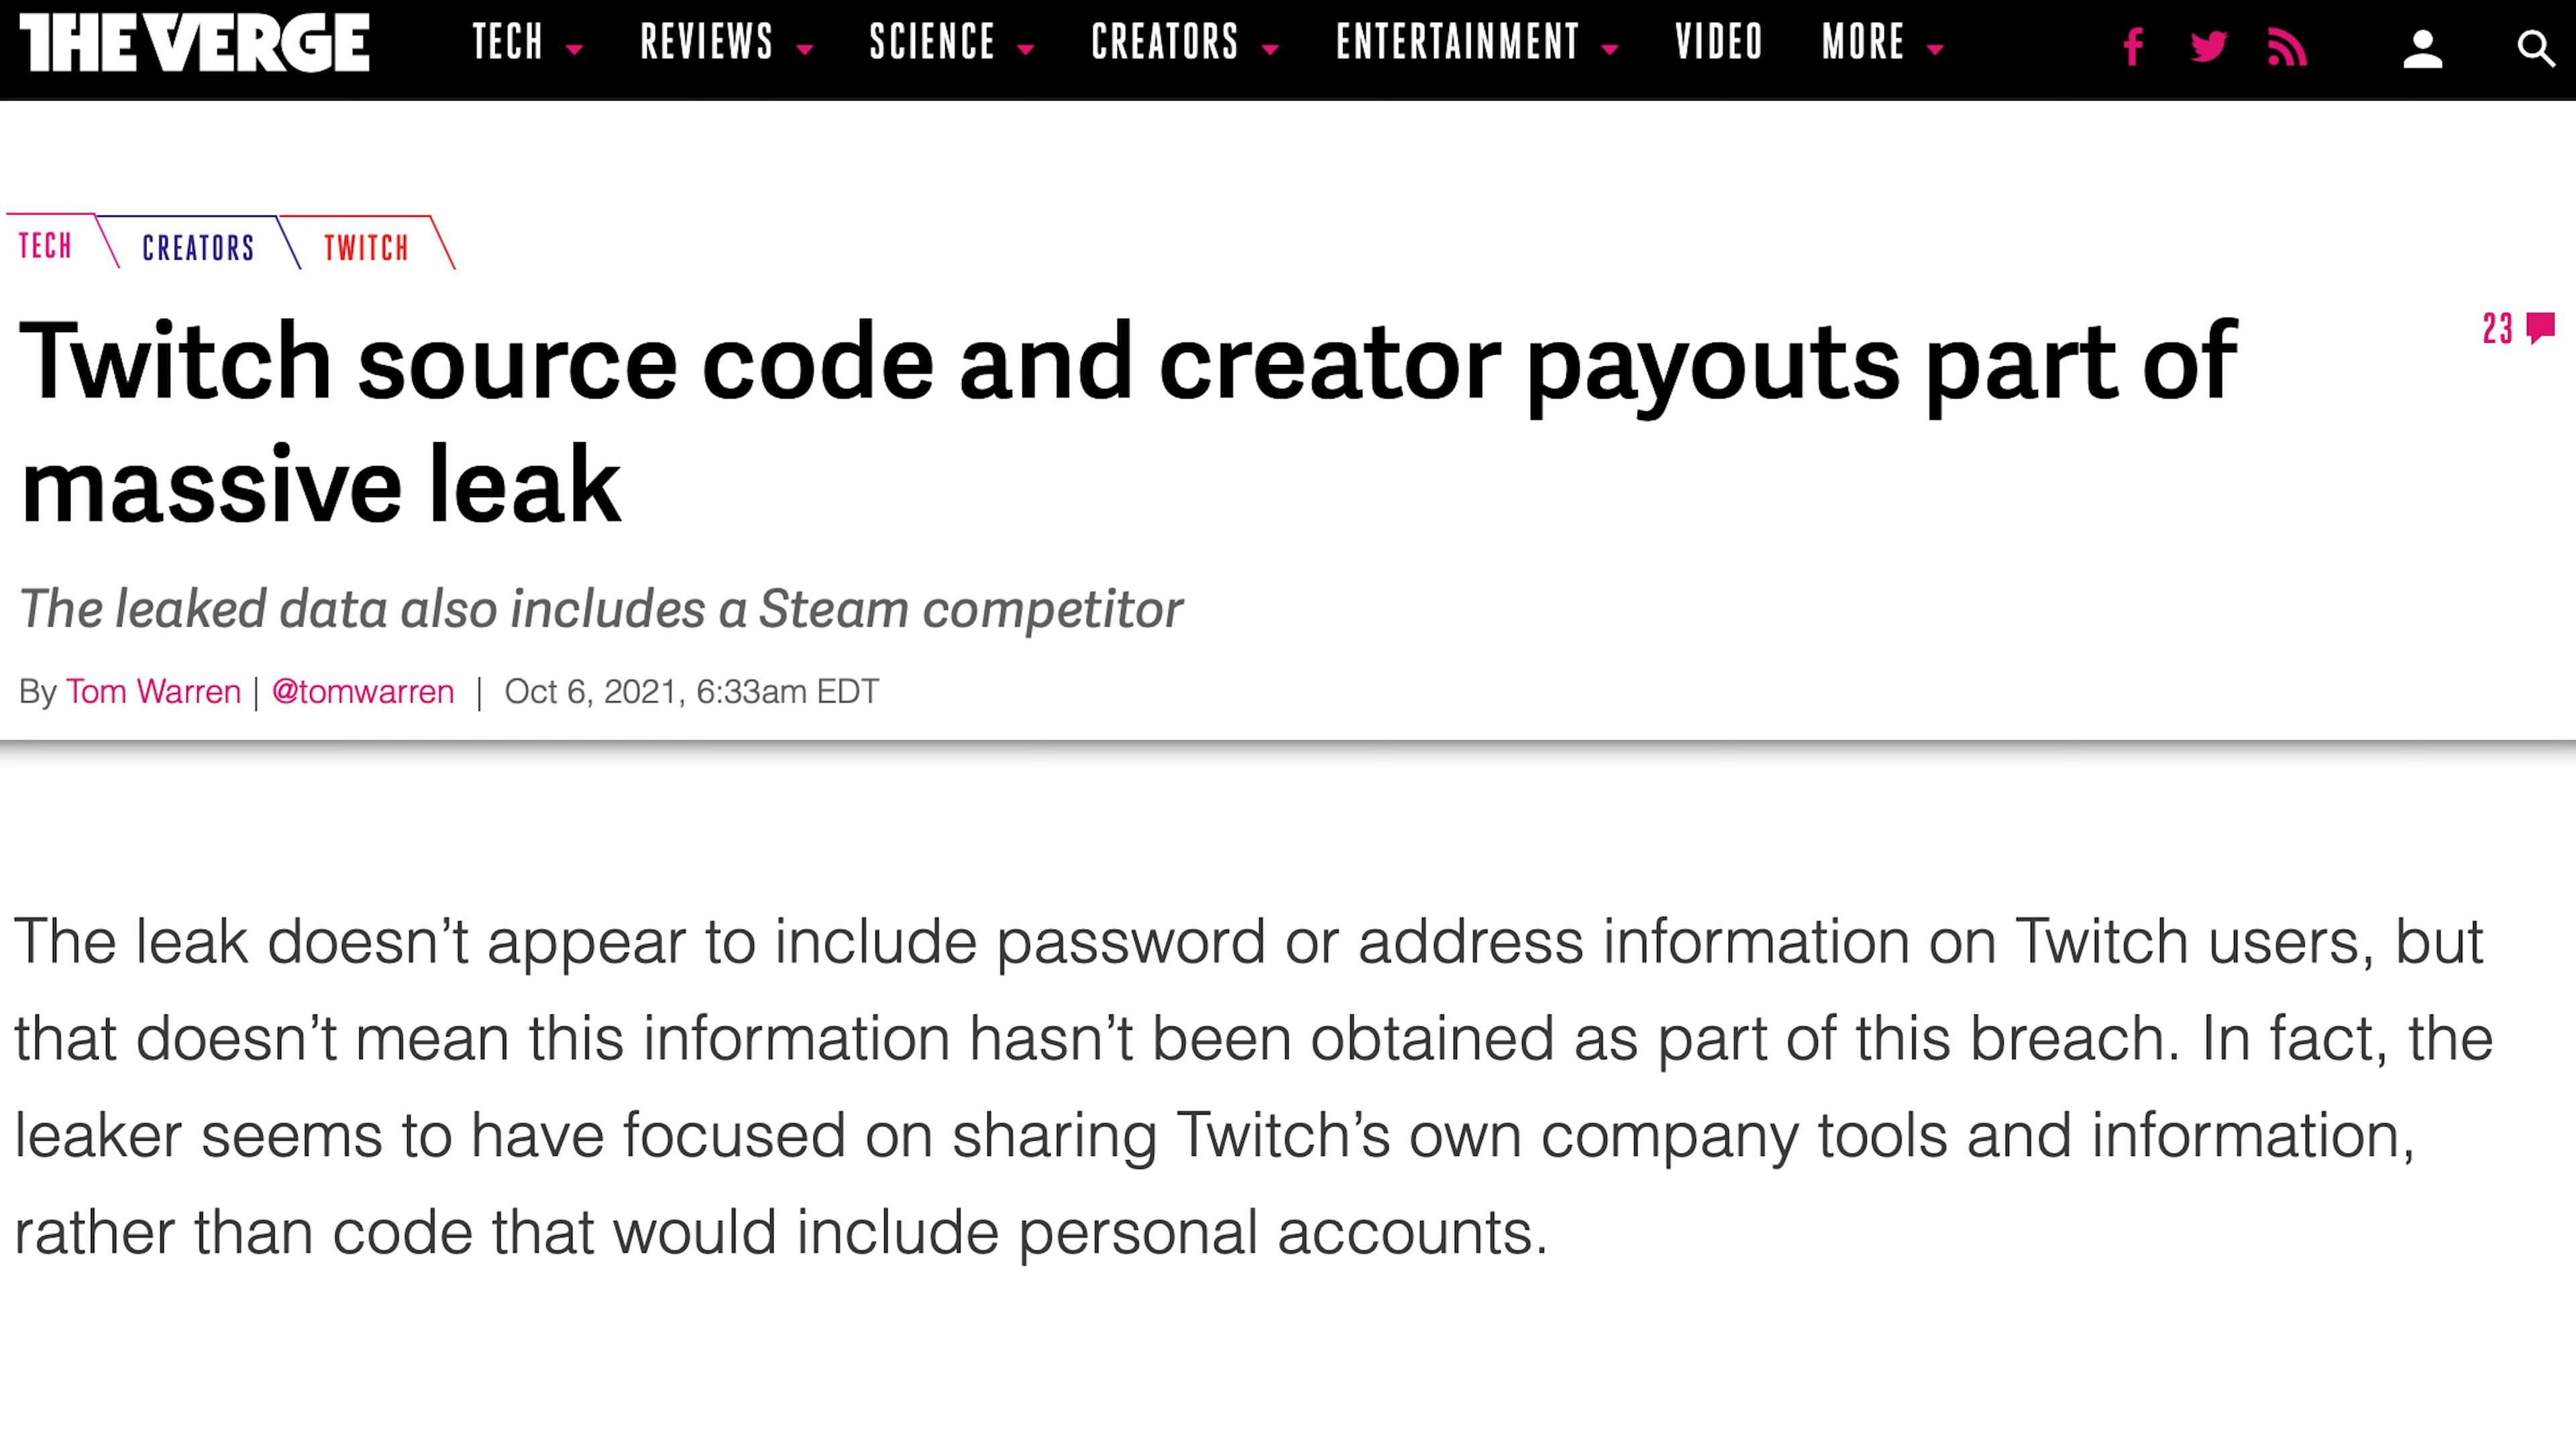 THE VERGE TECH REVIEWS SCIENCE CREATORS ENTERTAINMENT VIDEO MORE
TECH CREATORS TWITCH
Twitch source code and creator payouts part of
massive leak
23
The leaked data also includes a Steam competitor
By Tom Warren | @tomwarren | Oct 6, 2021, 6:33am EDT
The leak doesn’t appear to include password or address information on Twitch users, but
that doesn’t mean this information hasn’t been obtained as part of this breach. In fact, the
leaker seems to have focused on sharing Twitch’s own company tools and information,
rather than code that would include personal accounts.